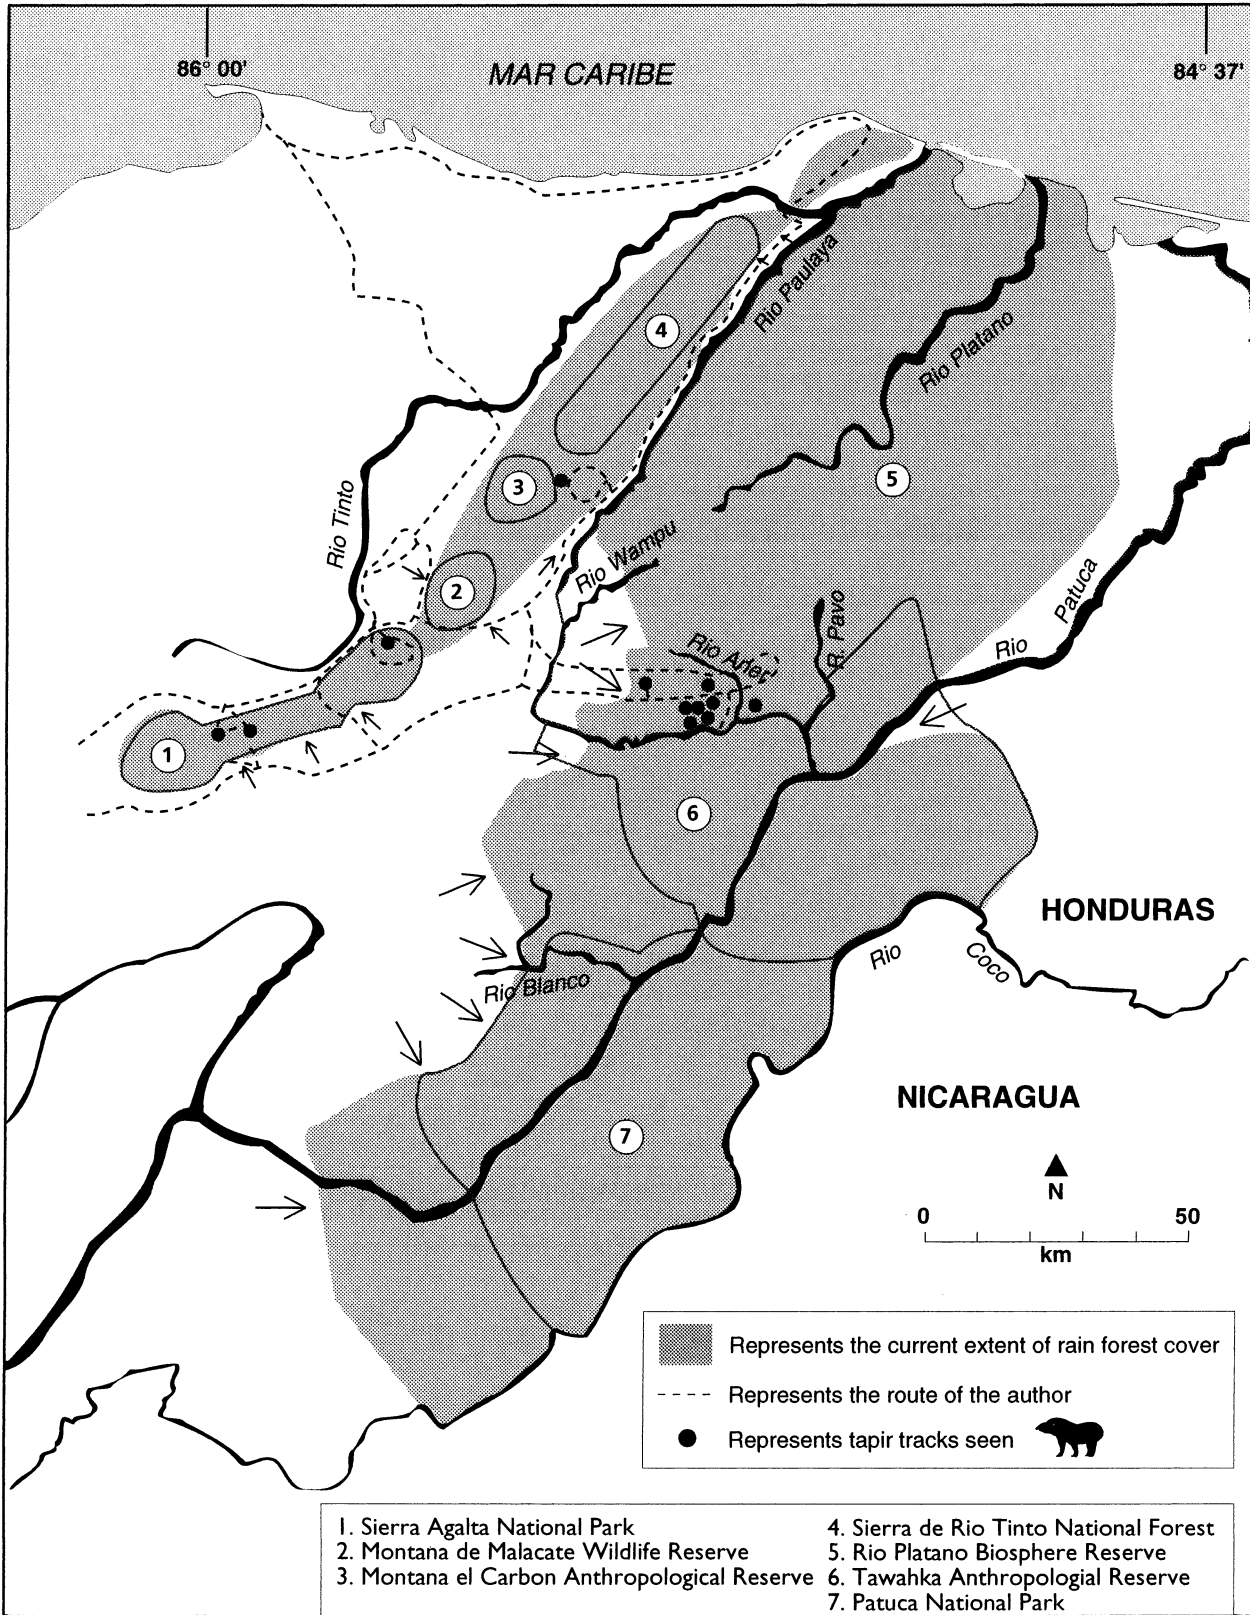 86° 00'
84° 37'
MAR CARIBE
Rio Paulaya
4
Rio Platano
3
5
Rio Tinto
Rio Wampu
2
Rio Patuca
R. Pavo
Rio Arler
1
6
HONDURAS
Rio Coco
Rio Blanco
NICARAGUA
7
N
0 50
km
Represents the current extent of rain forest cover
Represents the route of the author
Represents tapir tracks seen
1. Sierra Agalta National Park
2. Montana de Malacate Wildlife Reserve
3. Montana el Carbon Anthropological Reserve
4. Sierra de Rio Tinto National Forest
5. Rio Platano Biosphere Reserve
6. Tawahka Anthropologial Reserve
7. Patuca National Park